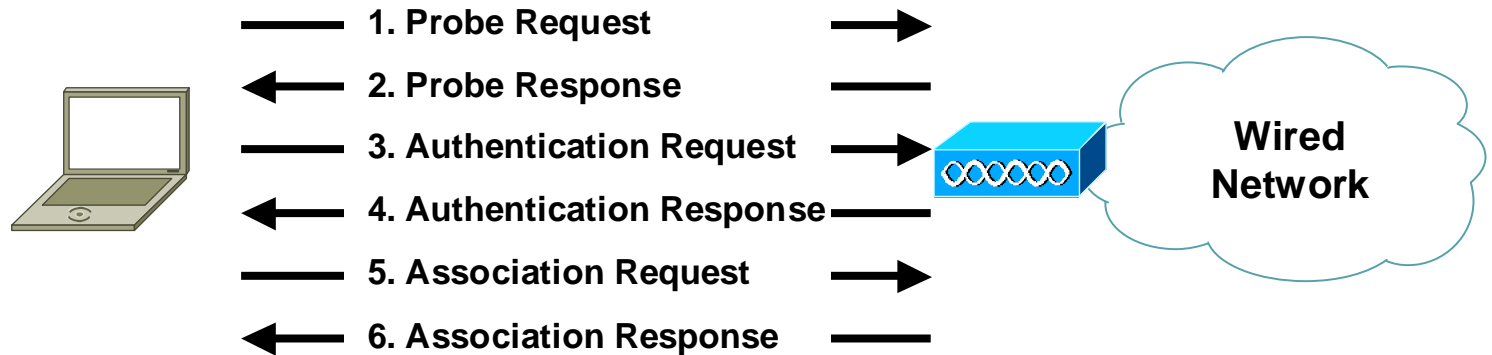 1. Probe Request
2. Probe Response
3. Authentication Request
4. Authentication Response
5. Association Request
6. Association Response
Wired
Network